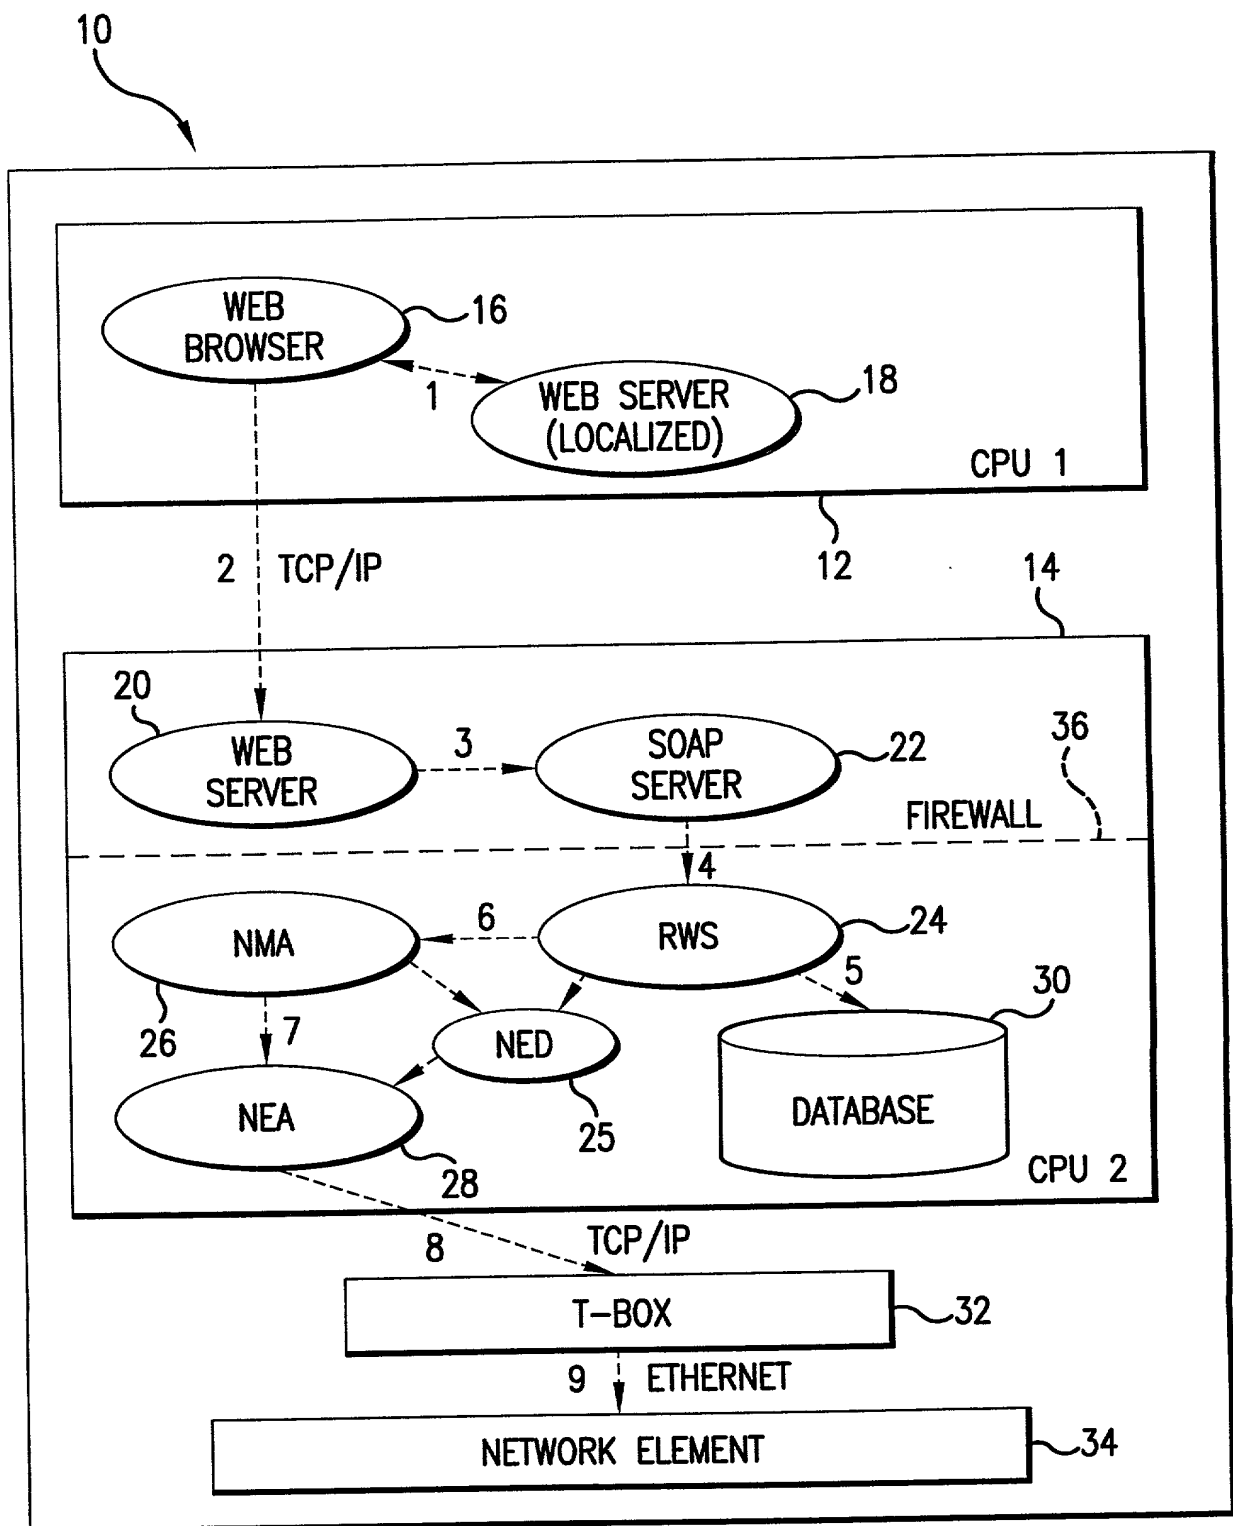 10
WEB
BROWSER
16
1
WEB SERVER
(LOCALIZED)
18
CPU 1
12
2 TCP/IP
14
20
WEB
SERVER
3
SOAP
SERVER
22
36
FIREWALL
4
NMA
6
RWS
24
5
26
7
NED
30
NEA
25
DATABASE
28
CPU 2
8
TCP/IP
T-BOX
32
9 ETHERNET
NETWORK ELEMENT
34